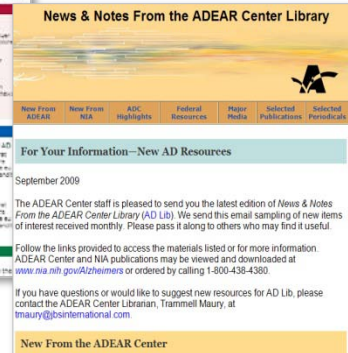 News & Notes From the ADEAR Center Library
New From ADEAR
New From NIA
ADC Highlights
Federal Resources
Major Media
Selected Publications
Selected Periodicals
For Your Information—New AD Resources
September 2009
The ADEAR Center staff is pleased to send you the latest edition of News & Notes
From the ADEAR Center Library (AD Lib). We send this email sampling of new items
of interest received monthly. Please pass it along to others who may find it useful.
Follow the links provided to access the materials listed or for more information.
ADEAR Center and NIA publications may be viewed and downloaded at
www.nia.nih.gov/Alzheimers or ordered by calling 1-800-438-4380.
If you have questions or would like to suggest new resources for AD Lib, please
contact the ADEAR Center Librarian, Trammell Maury, at
tmaury@jbsinternational.com.
New From the ADEAR Center